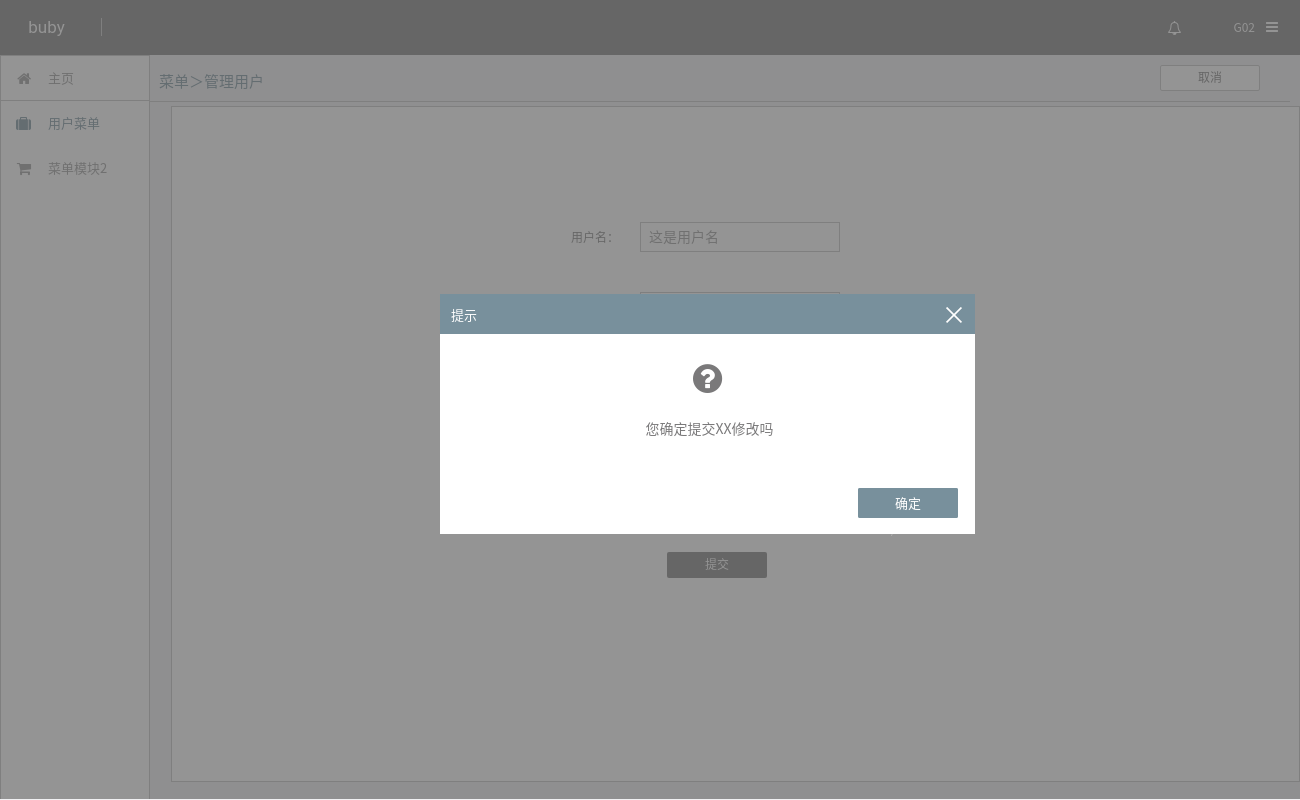 buby
G02
主页
菜单＞管理用户
取消
用户菜单
菜单模块2
用户名：
这是用户名
提示
您确定提交XX修改吗
确定
提交